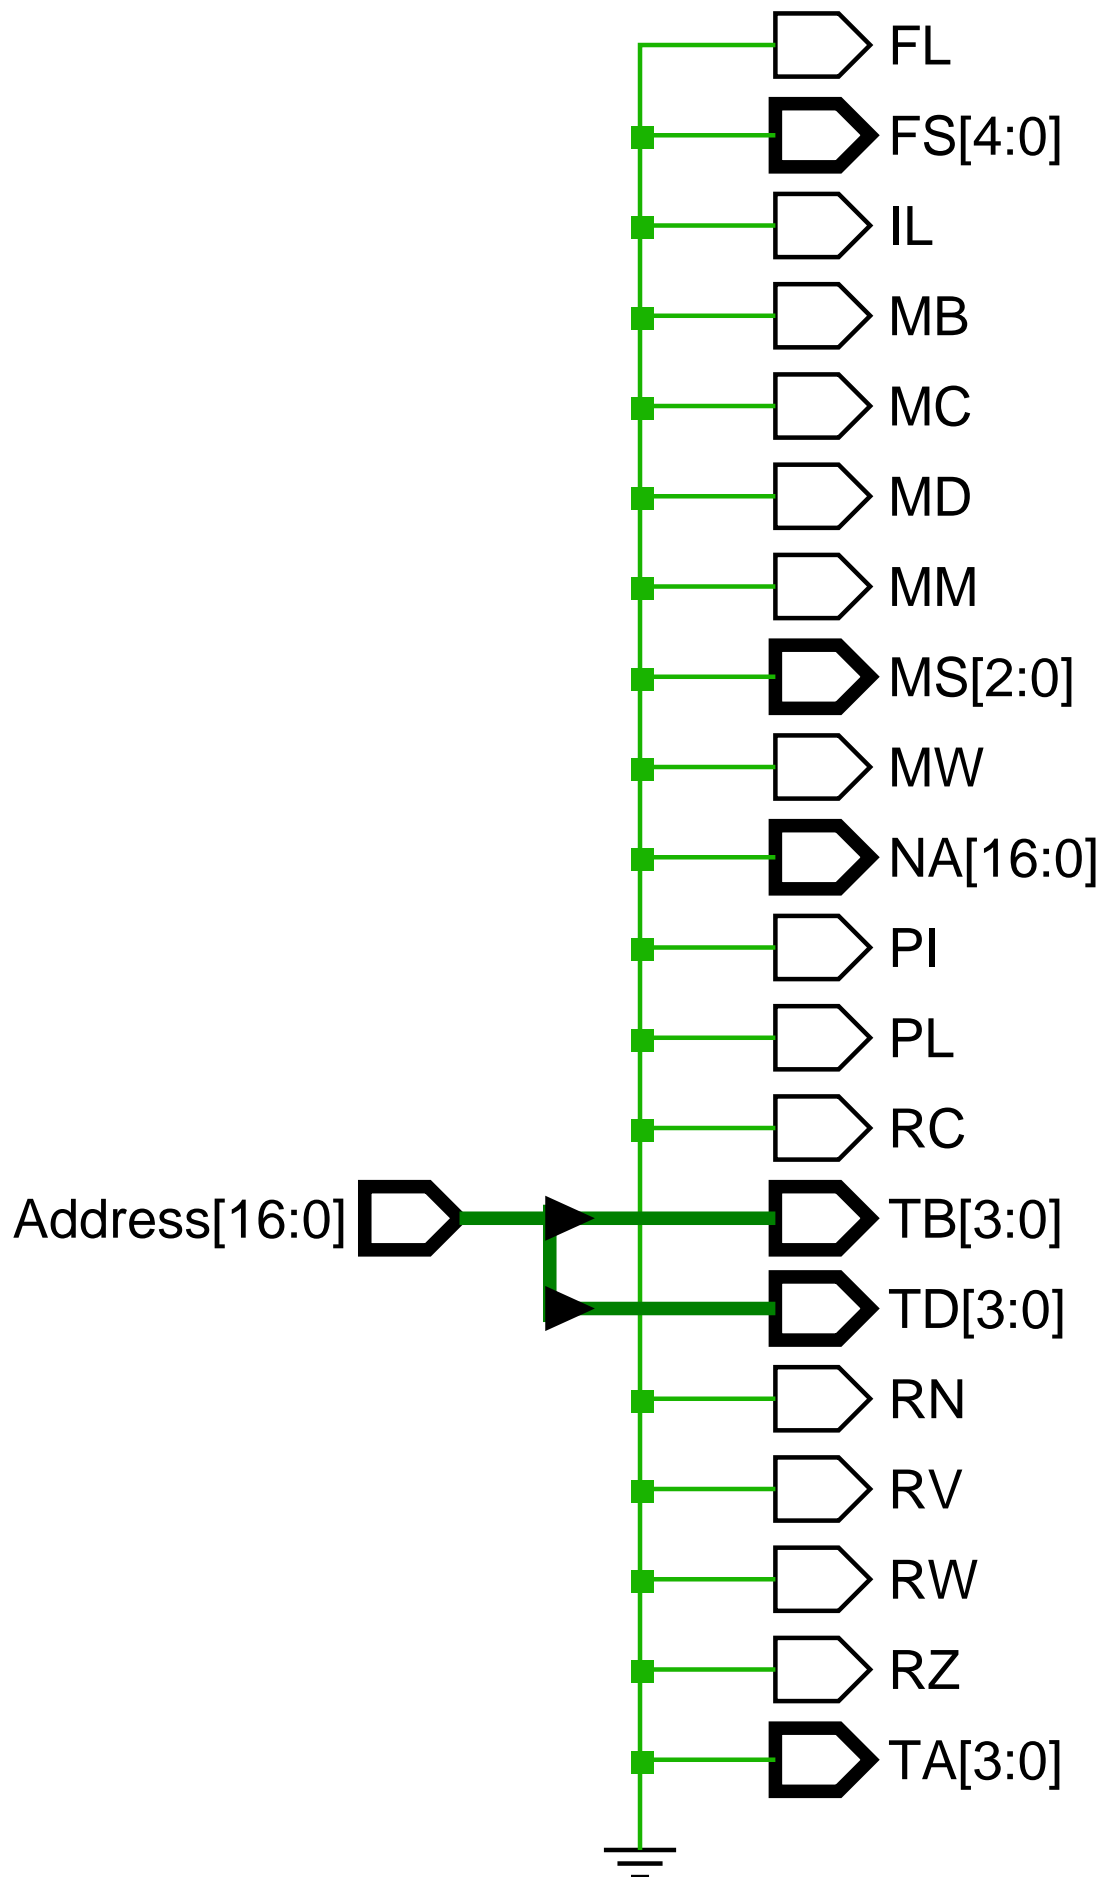 FL
FS[4:0]
IL
MB
MC
MD
MM
MS[2:0]
MW
NA[16:0]
PI
PL
RC
Address[16:0]
TB[3:0]
TD[3:0]
RN
RV
RW
RZ
TA[3:0]